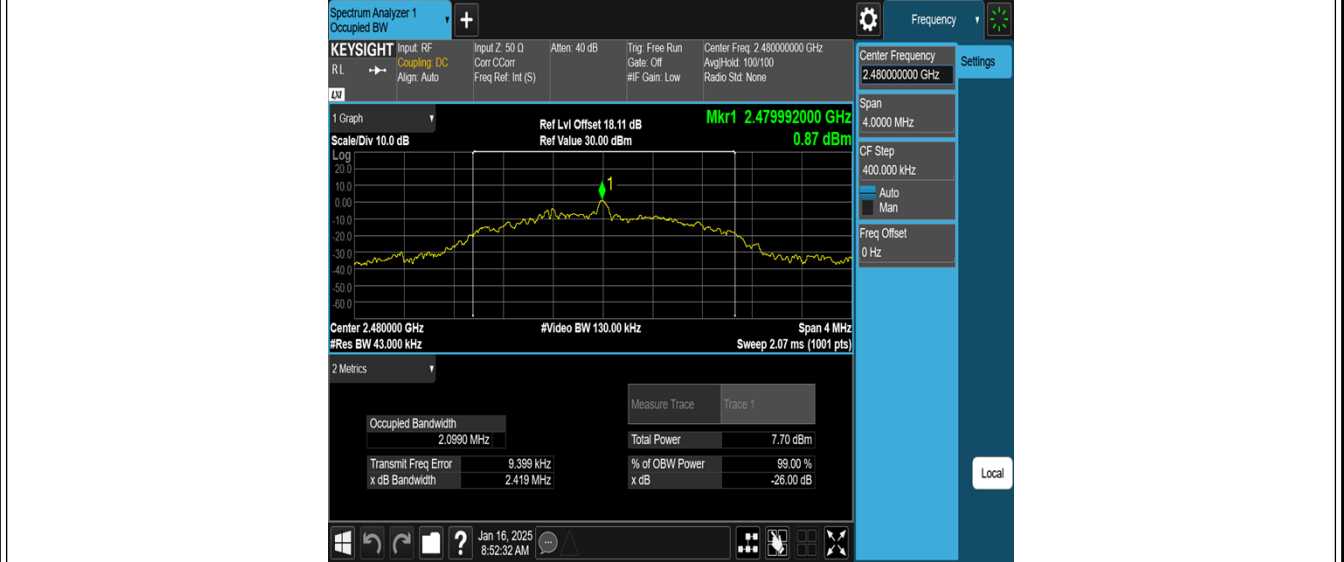 Spectrum Analyzer 1
Occupied BW
+
Frequency
KEYSIGHT
R L
LXI
Input: RF
Coupling: DC
Align: Auto
Input Z: 50 Ω
Corr CCorr
Freq Ref: Int (S)
Atten: 40 dB
Trig: Free Run
Gate: Off
#IF Gain: Low
Center Freq: 2.480000000 GHz
Avg|Hold: 100/100
Radio Std: None
Center Frequency
2.480000000 GHz
Settings
Span
4.0000 MHz
CF Step
400.000 kHz
Auto
Man
Freq Offset
0 Hz
Local
1 Graph
Scale/Div 10.0 dB
Ref Lvl Offset 18.11 dB
Ref Value 30.00 dBm
Mkr1 2.479992000 GHz
0.87 dBm
Log
20.0
10.0
0.00
-10.0
-20.0
-30.0
-40.0
-50.0
-60.0
1
Center 2.480000 GHz
#Video BW 130.00 kHz
Span 4 MHz
#Res BW 43.000 kHz
Sweep 2.07 ms (1001 pts)
2 Metrics
Measure Trace Trace 1
Occupied Bandwidth
2.0990 MHz
Total Power 7.70 dBm
Transmit Freq Error 9.399 kHz
% of OBW Power 99.00 %
x dB Bandwidth 2.419 MHz
x dB -26.00 dB
?
Jan 16, 2025
8:52:32 AM